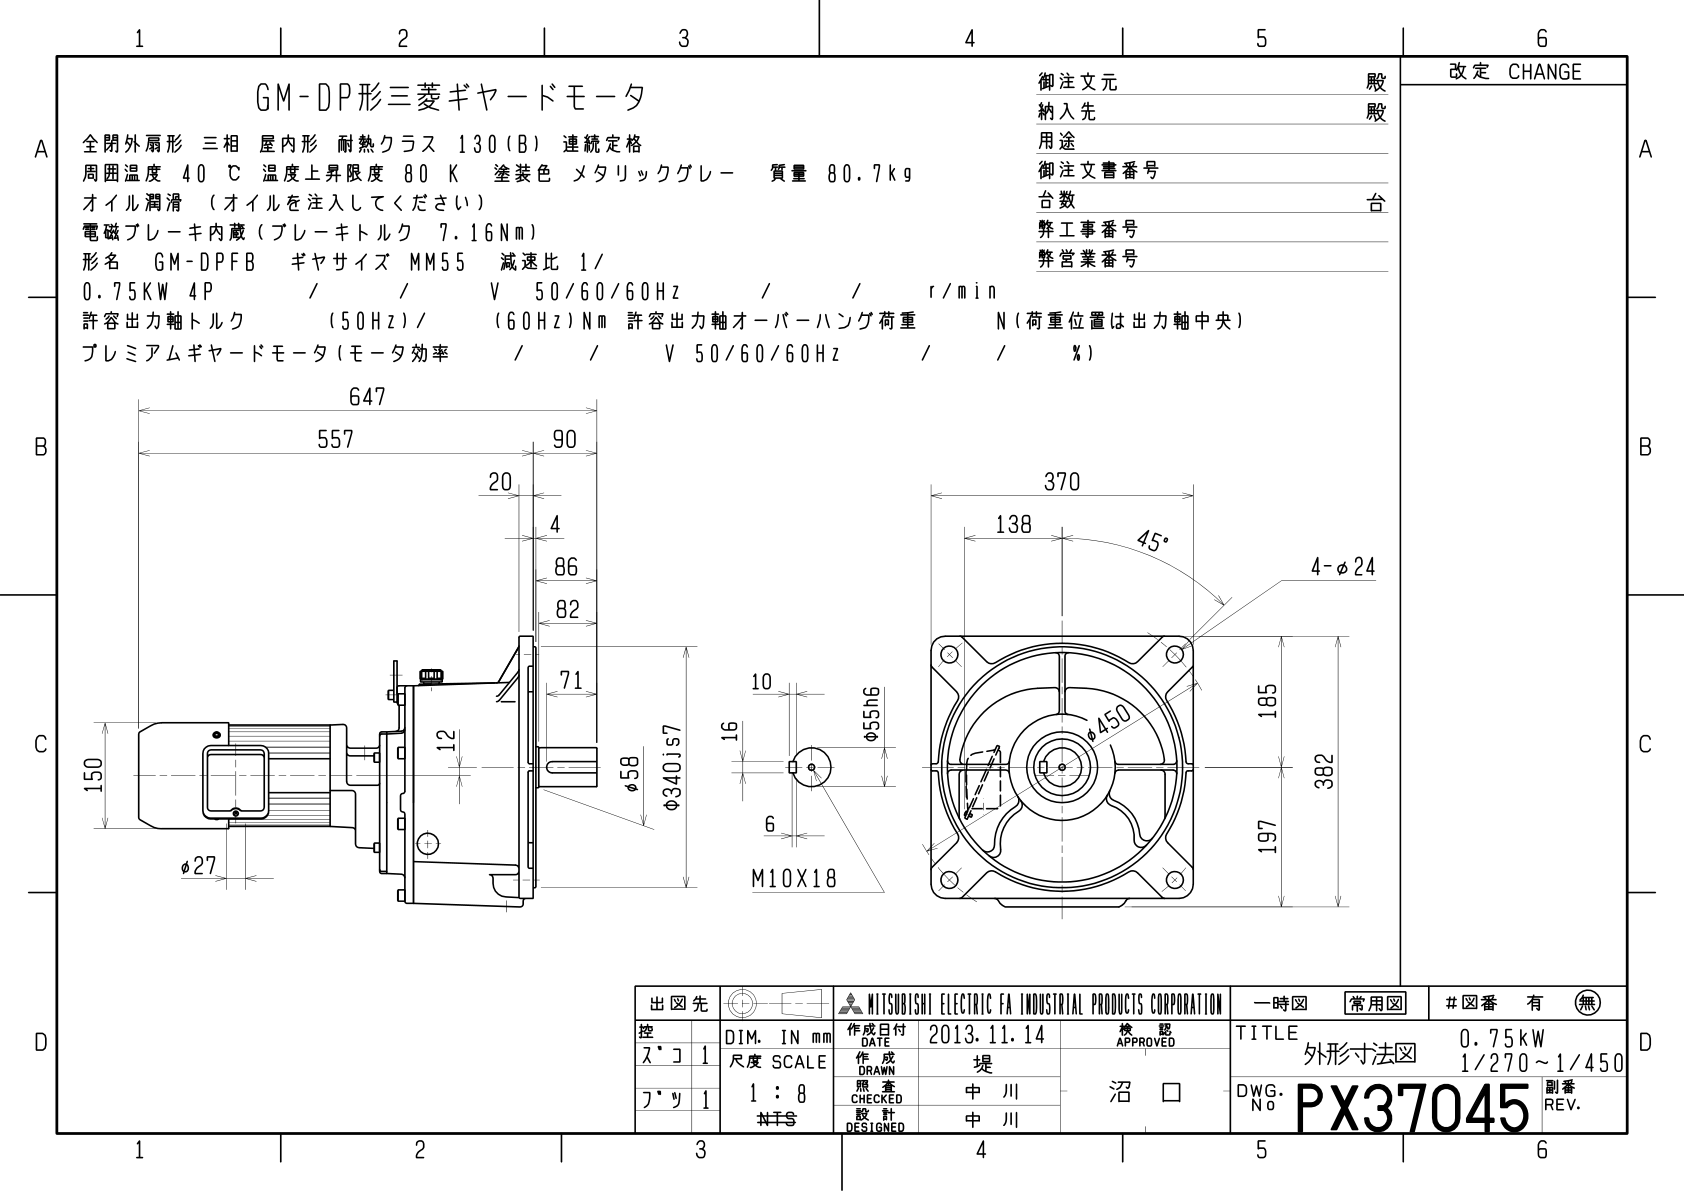 1 2 3 4 5 6
改定 CHANGE
GM-DP形三菱ギヤードモータ
全閉外扇形 三相 屋内形 耐熱クラス 130(B) 連続定格
周囲温度 40 ℃ 温度上昇限度 80 K 塗装色 メタリックグレー 質量 80.7kg
オイル潤滑 (オイルを注入してください)
電磁ブレーキ内蔵(ブレーキトルク 7.16Nm)
形名 GM-DPFB ギヤサイズ MM55 減速比 1/
0.75KW 4P / / V 50/60/60Hz / / r/min
許容出力軸トルク (50Hz)/ (60Hz)Nm 許容出力軸オーバーハング荷重 N(荷重位置は出力軸中央)
プレミアムギヤードモータ(モータ効率 / / V 50/60/60Hz / / %)
御注文元 殿
納入先 殿
用途
御注文書番号
台数 台
弊工事番号
弊営業番号
A A
B B
C C
D D
647
557 90
20
4
86
82
71
12
150
φ27
φ58
Φ340js7
10
16
6
Φ55h6
M10X18
370
138
45°
4-φ24
φ450
185
382
197
出図先
控
ズコ 1
プツ 1
DIM. IN mm
尺度 SCALE
1 : 8
NTS
MITSUBISHI ELECTRIC FA INDUSTRIAL PRODUCTS CORPORATION
作成日付 DATE 2013.11.14
作成 DRAWN 堤
照査 CHECKED 中川
設計 DESIGNED 中川
検認 APPROVED
沼口
一時図 常用図 #図番 有 無
TITLE 外形寸法図
0.75kW
1/270~1/450
DWG. No PX37045
副番 REV.
1 2 3 4 5 6